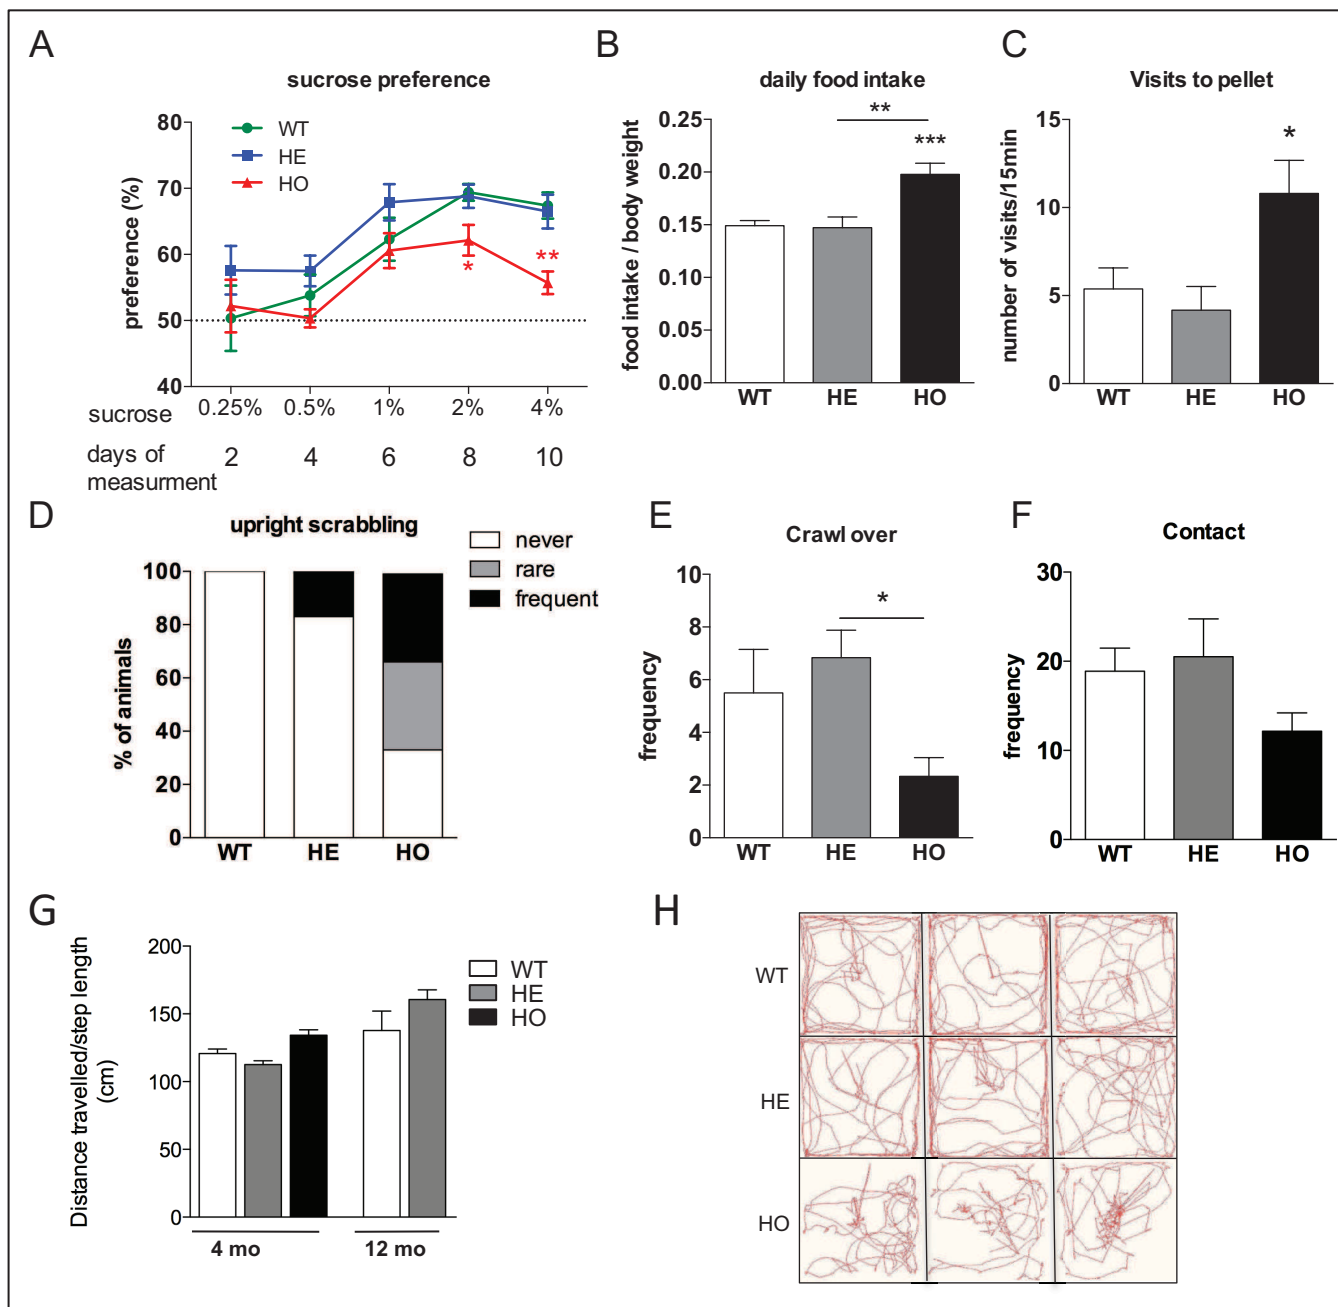 A
sucrose preference
WT
HE
HO
preference (%)
80
70
60
50
40
*
**
sucrose 0.25% 0.5% 1% 2% 4%
days of measurment 2 4 6 8 10
B
daily food intake
food intake / body weight
0.25
0.20
0.15
0.10
0.05
0.00
**
***
WT HE HO
C
Visits to pellet
number of visits/15min
15
10
5
0
*
WT HE HO
D
upright scrabbling
never
rare
frequent
% of animals
100
80
60
40
20
0
WT HE HO
E
Crawl over
frequency
10
8
6
4
2
0
*
WT HE HO
F
Contact
frequency
30
20
10
0
WT HE HO
G
Distance travelled/step length
(cm)
200
150
100
50
0
WT
HE
HO
4 mo 12 mo
H
WT
HE
HO